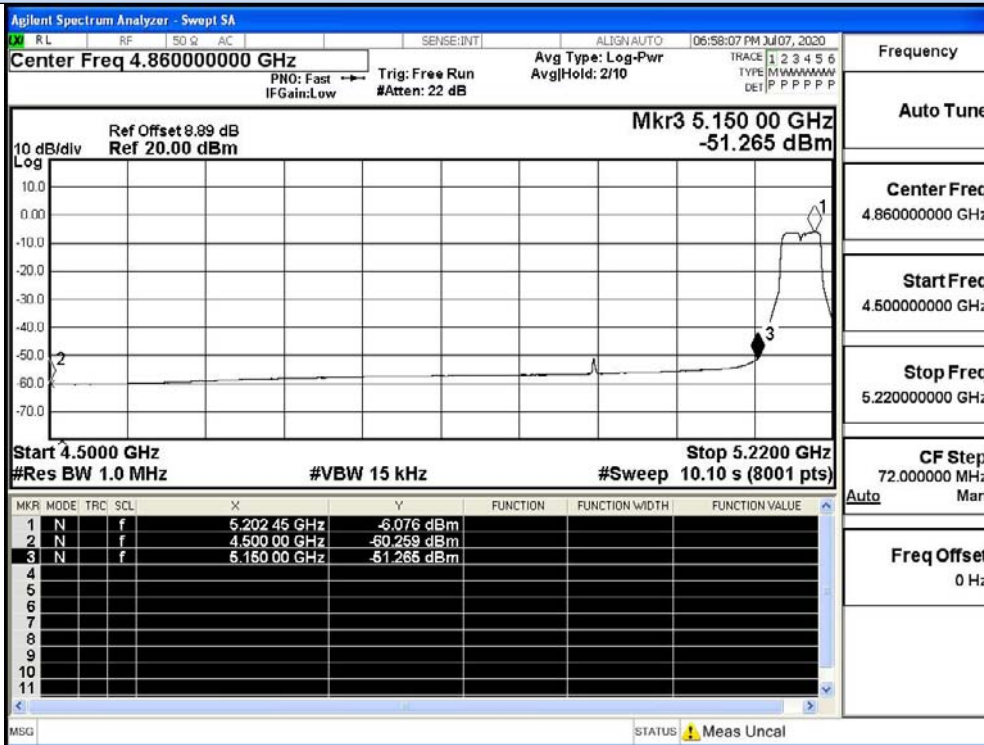 Agilent Spectrum Analyzer - Swept SA
LXI RL RF 50 Ω AC SENSE:INT ALIGN AUTO 06:58:07 PM Jul 07, 2020
Center Freq 4.860000000 GHz
PNO: Fast
IFGain:Low
Trig: Free Run
#Atten: 22 dB
Avg Type: Log-Pwr
Avg|Hold: 2/10
TRACE 1 2 3 4 5 6
TYPE MWWWWW
DET P P P P P P
Mkr3 5.150 00 GHz
-51.265 dBm
Ref Offset 8.89 dB
10 dB/div Ref 20.00 dBm
Log
10.0
0.00
-10.0
-20.0
-30.0
-40.0
-50.0
-60.0
-70.0
1
2
3
Start 4.5000 GHz Stop 5.2200 GHz
#Res BW 1.0 MHz #VBW 15 kHz #Sweep 10.10 s (8001 pts)
MKR MODE TRC SCL X Y FUNCTION FUNCTION WIDTH FUNCTION VALUE
1 N f 5.202 45 GHz -6.076 dBm
2 N f 4.500 00 GHz -60.259 dBm
3 N f 5.150 00 GHz -51.265 dBm
4
5
6
7
8
9
10
11
MSG STATUS Meas Uncal
Frequency
Auto Tune
Center Freq
4.860000000 GHz
Start Freq
4.500000000 GHz
Stop Freq
5.220000000 GHz
CF Step
72.000000 MHz
Auto Man
Freq Offset
0 Hz